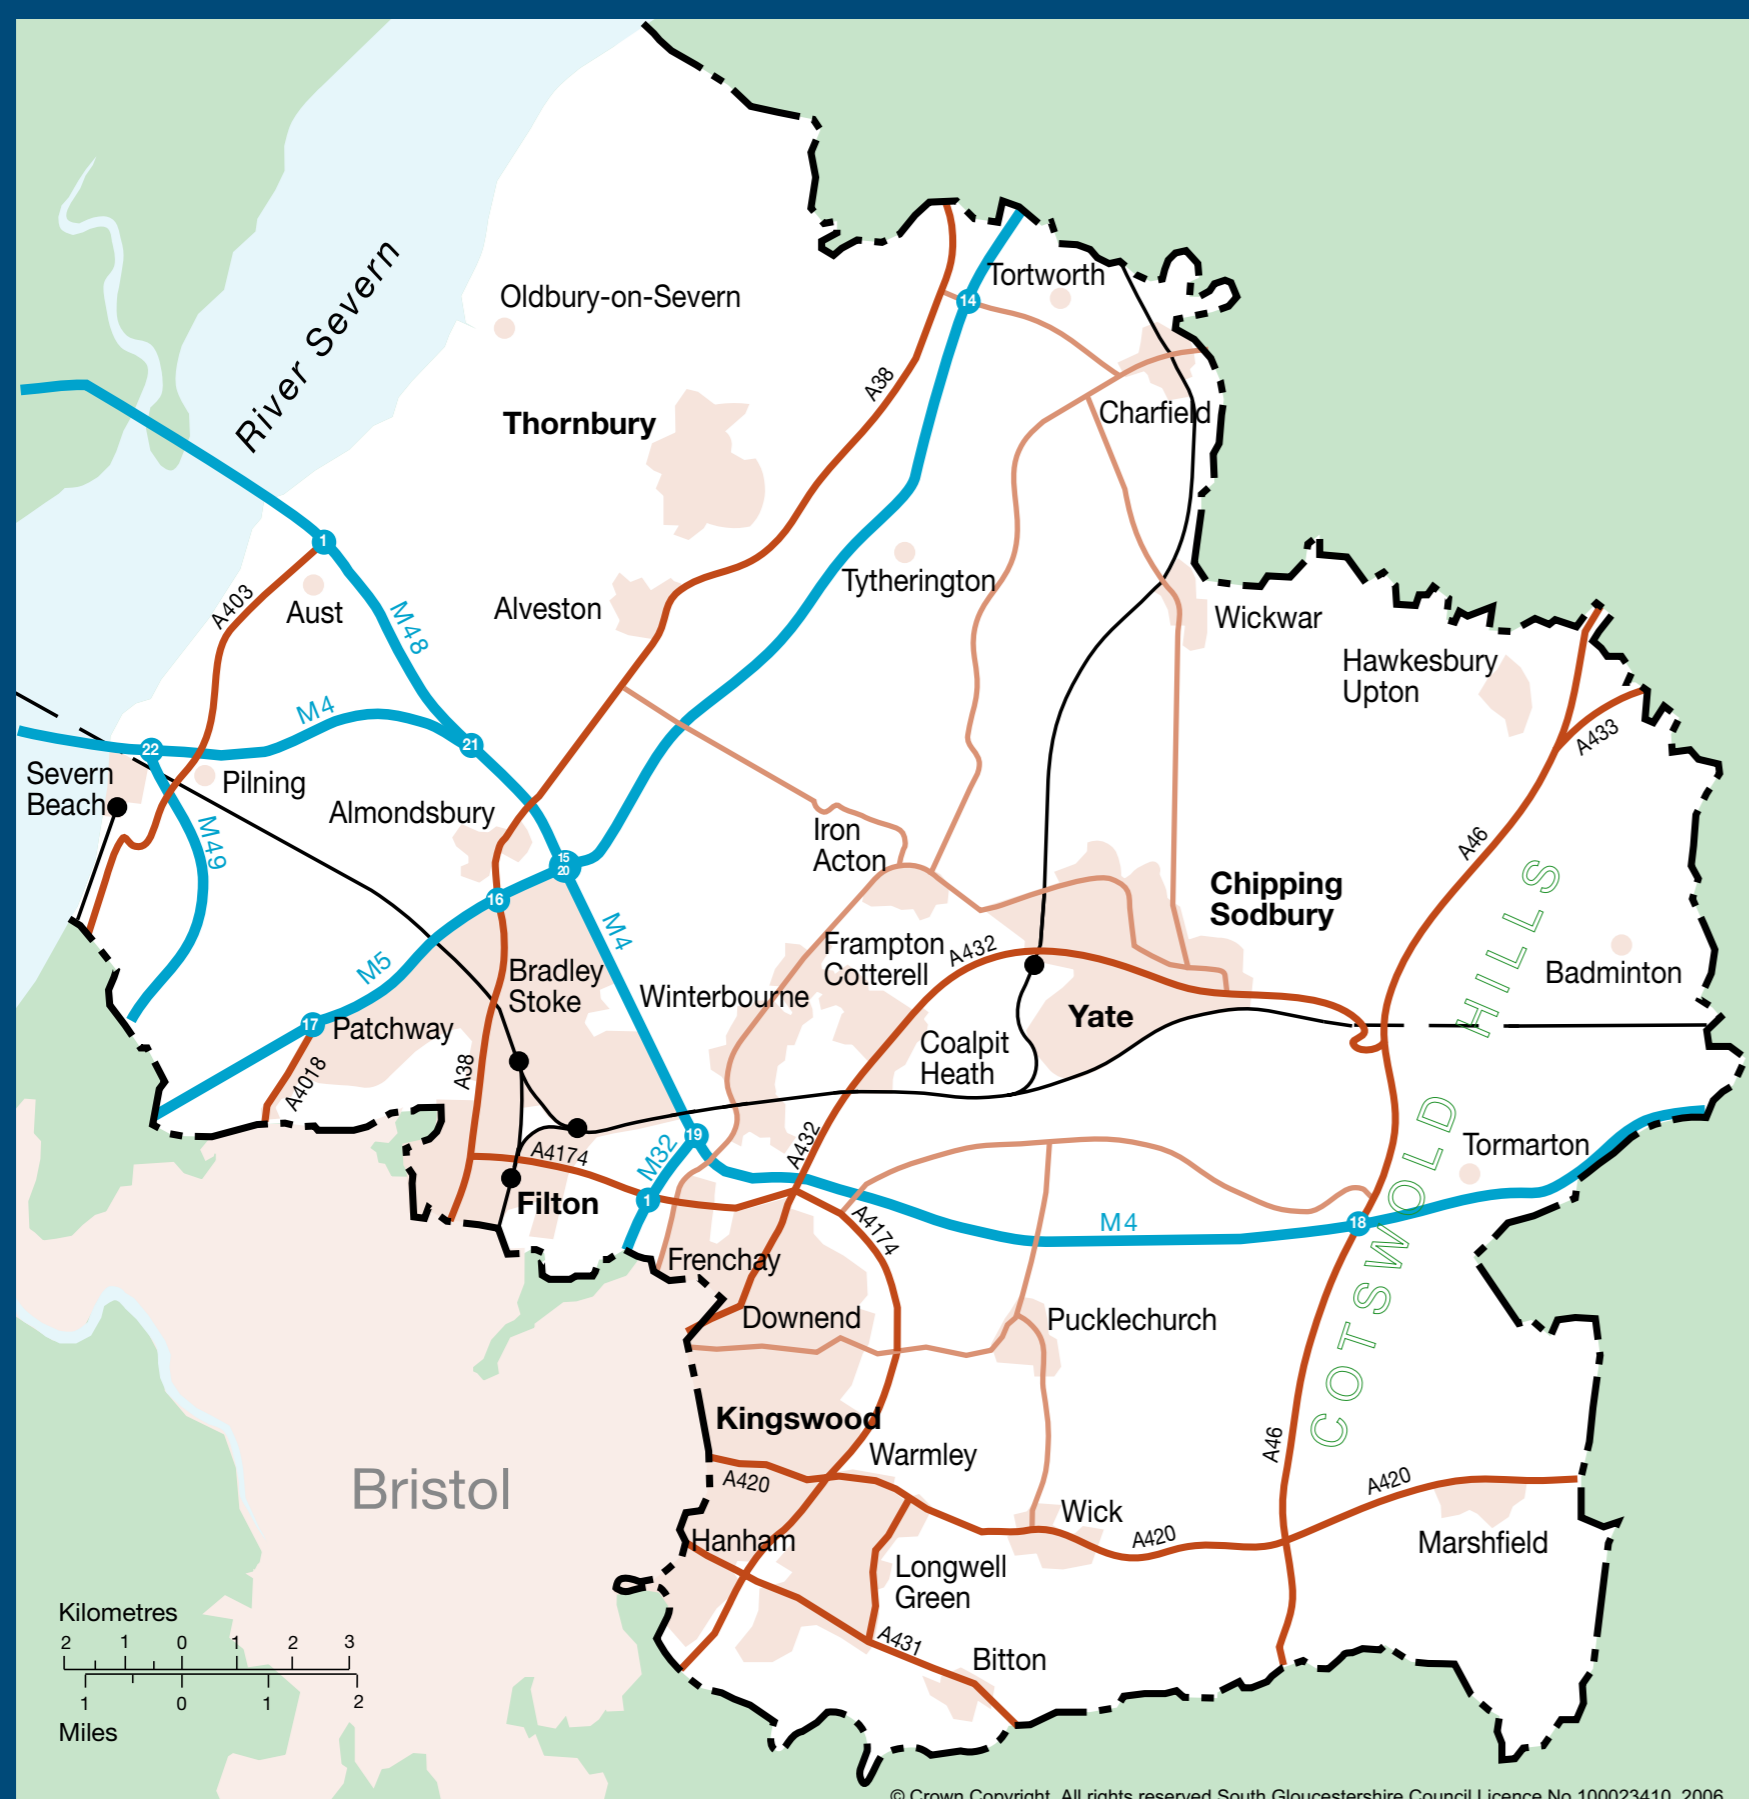 River Severn
Oldbury-on-Severn
Tortworth
14
A38
Thornbury
Charfield
1
A403
Aust
M48
Alveston
Tytherington
Wickwar
Hawkesbury
Upton
A433
M4
22
21
Severn
Beach
Pilning
M49
Almondsbury
15
20
16
Iron
Acton
A46
Chipping
Sodbury
COTSWOLD HILLS
M4
M5
Bradley
Stoke
Winterbourne
Frampton
Cotterell
A432
Badminton
17
Patchway
Yate
Coalpit
Heath
A4018
A38
19
M32
A4174
A432
Tormarton
1
Filton
A4174
M4
18
Frenchay
Downend
Pucklechurch
Kingswood
Warmley
A46
A420
A420
Bristol
Wick
A420
Marshfield
Hanham
Longwell
Green
A431
Bitton
Kilometres
2 1 0 1 2 3
1 0 1 2
Miles
© Crown Copyright. All rights reserved South Gloucestershire Council Licence No 100023410, 2006